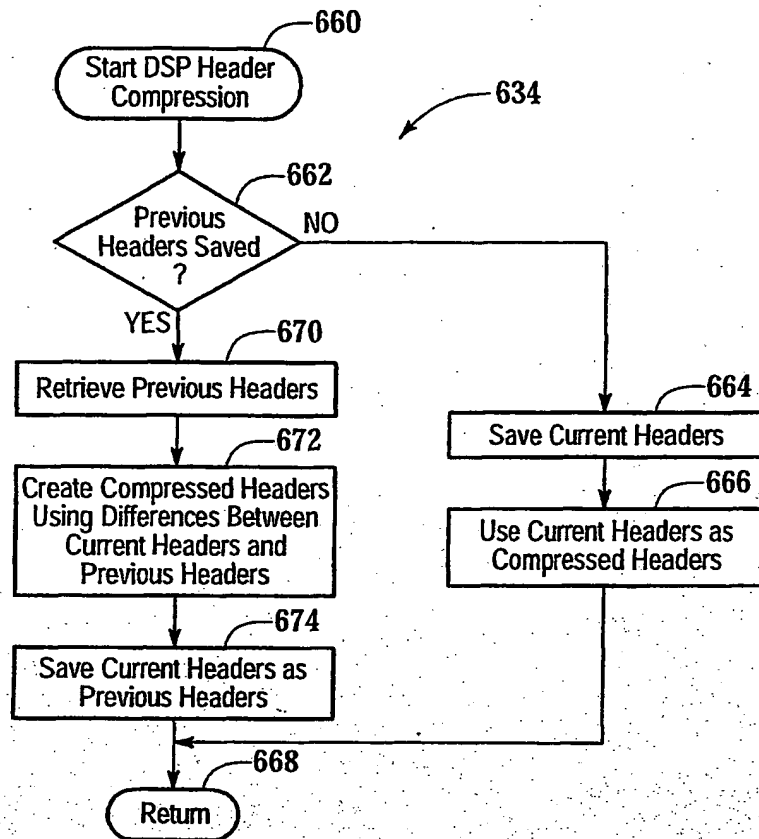 660
Start DSP Header
Compression
634
662
Previous
Headers Saved
?
NO
YES
670
Retrieve Previous Headers
664
Save Current Headers
672
Create Compressed Headers
Using Differences Between
Current Headers and
Previous Headers
666
Use Current Headers as
Compressed Headers
674
Save Current Headers as
Previous Headers
668
Return